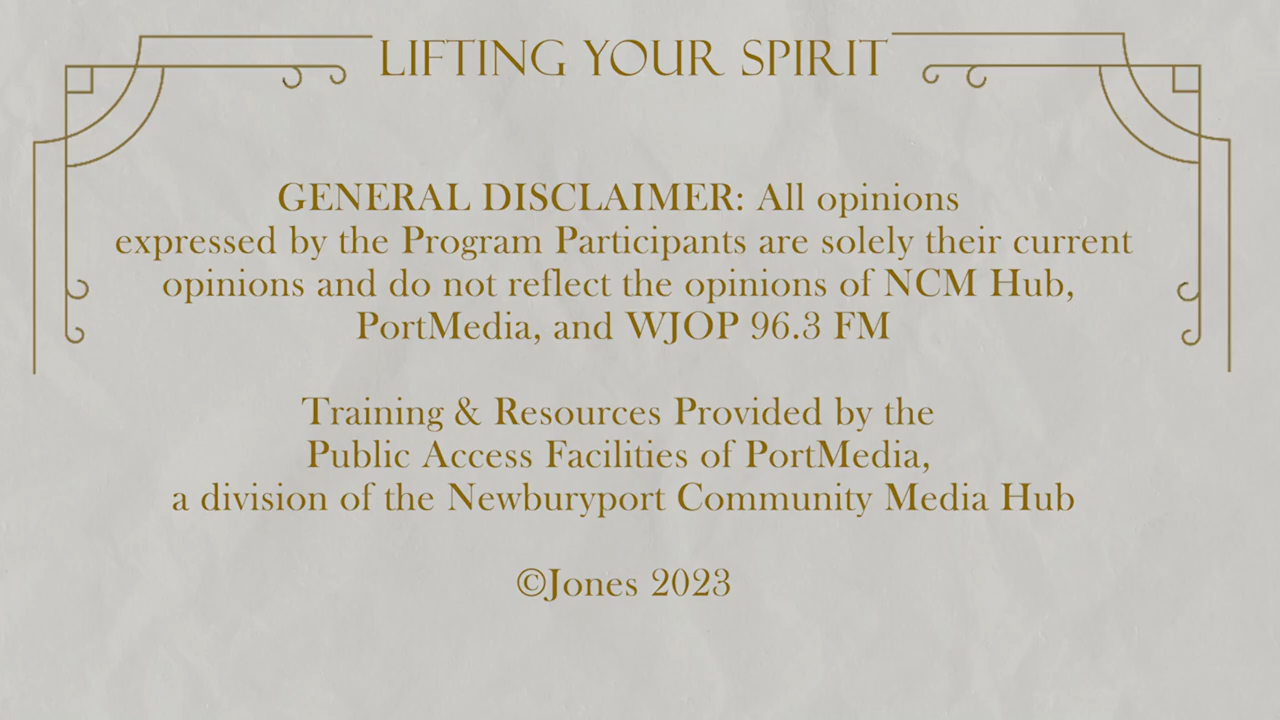 LIFTING YOUR SPIRIT
GENERAL DISCLAIMER: All opinions
expressed by the Program Participants are solely their current
opinions and do not reflect the opinions of NCM Hub,
PortMedia, and WJOP 96.3 FM
Training & Resources Provided by the
Public Access Facilities of PortMedia,
a division of the Newburyport Community Media Hub
©Jones 2023